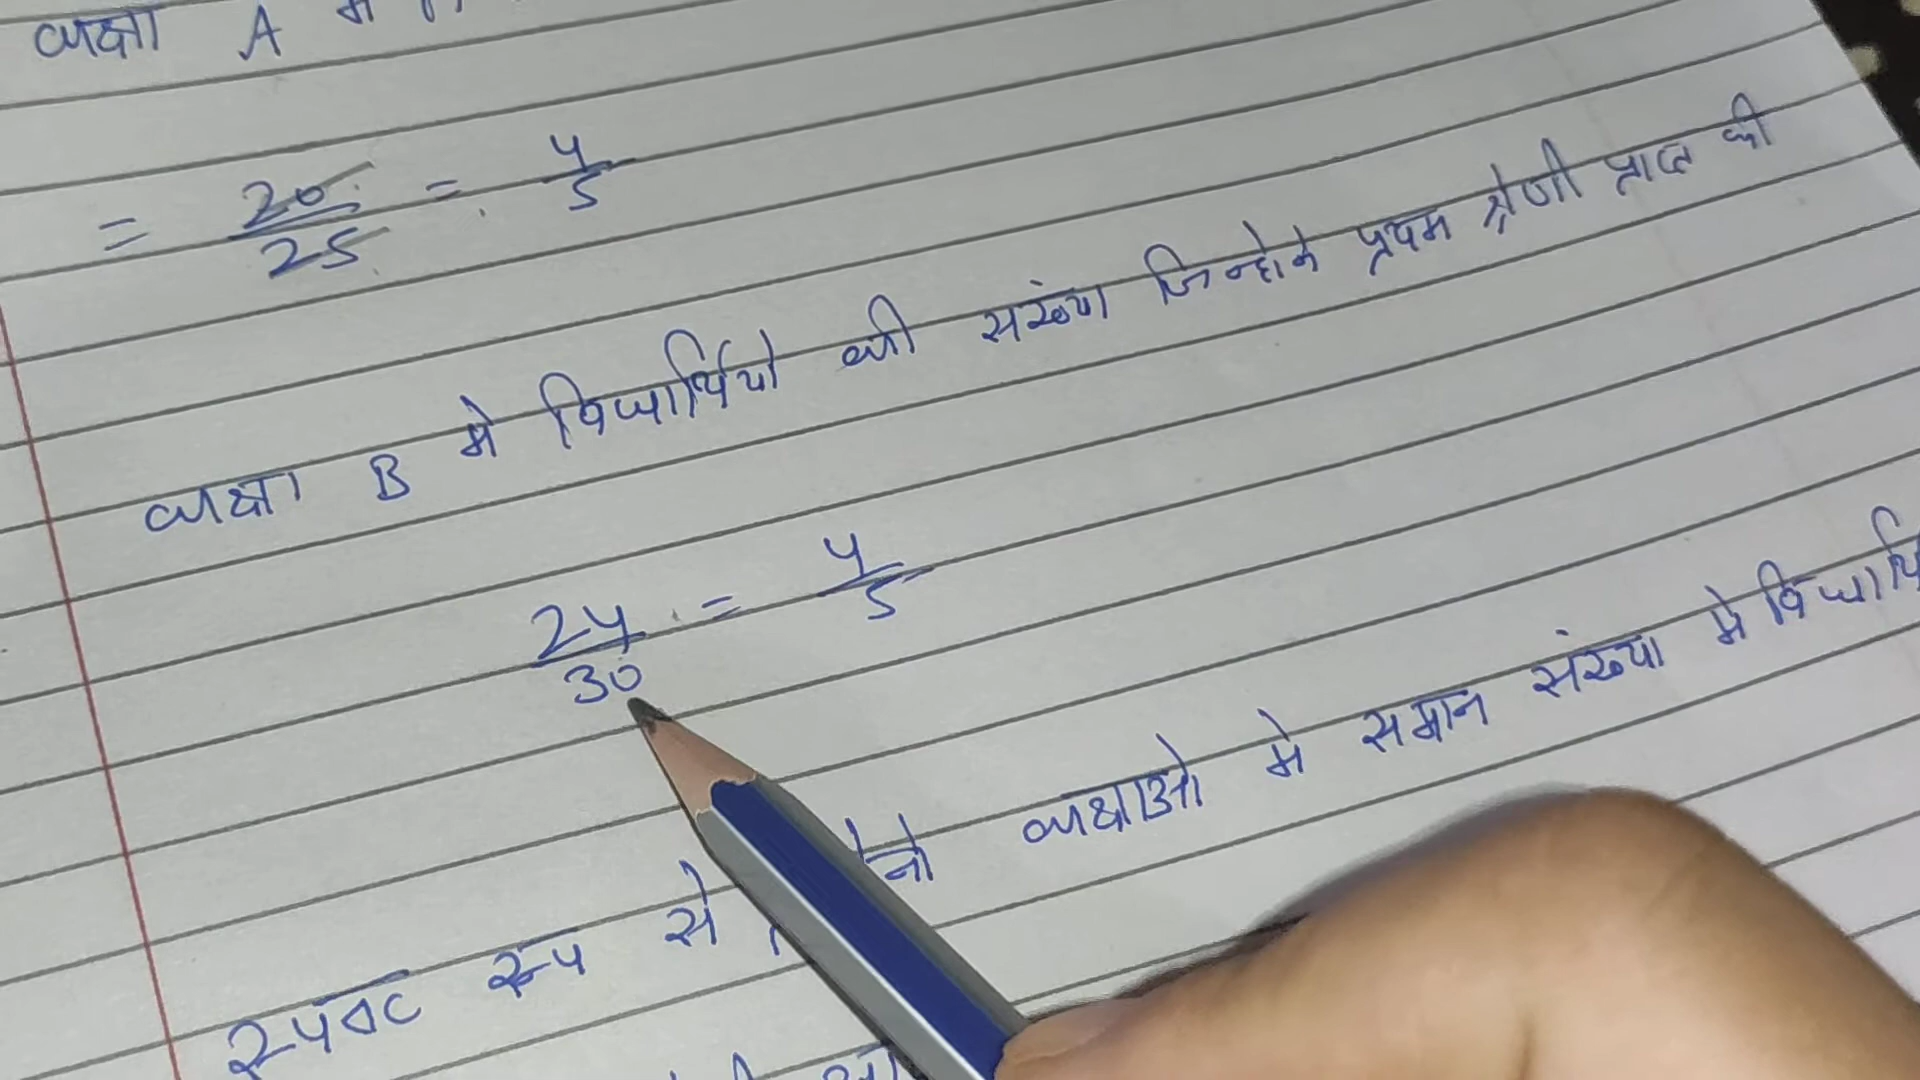 कक्षा A में
= 20/25 = 4/5
कक्षा B मे विद्यार्थियो की संख्या जिन्होने प्रथम श्रेणी प्राप्त की
24/30 = 4/5
स्पष्ट रूप से कक्षाओ मे समान संख्या मे